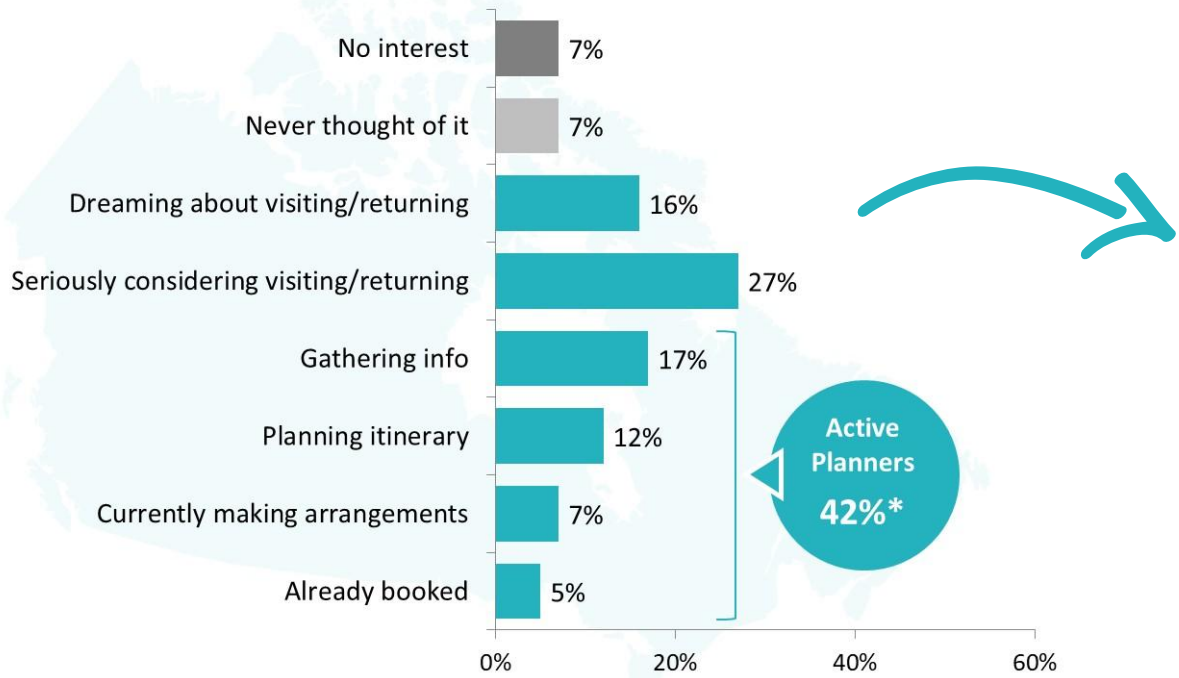 No interest 7%
Never thought of it 7%
Dreaming about visiting/returning 16%
Seriously considering visiting/returning 27%
Gathering info 17%
Planning itinerary 12%
Currently making arrangements 7%
Already booked 5%
Active
Planners
42%*
0% 20% 40% 60%